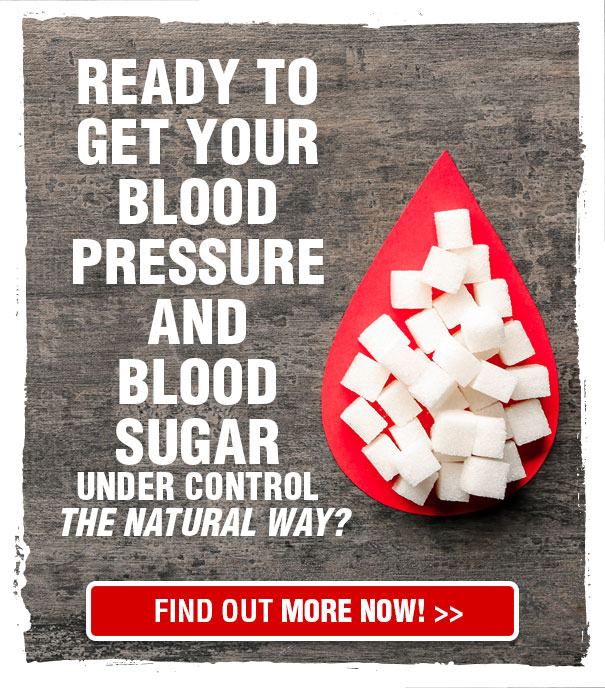 READY TO
GET YOUR
BLOOD
PRESSURE
AND
BLOOD
SUGAR
UNDER CONTROL
THE NATURAL WAY?
FIND OUT MORE NOW! >>